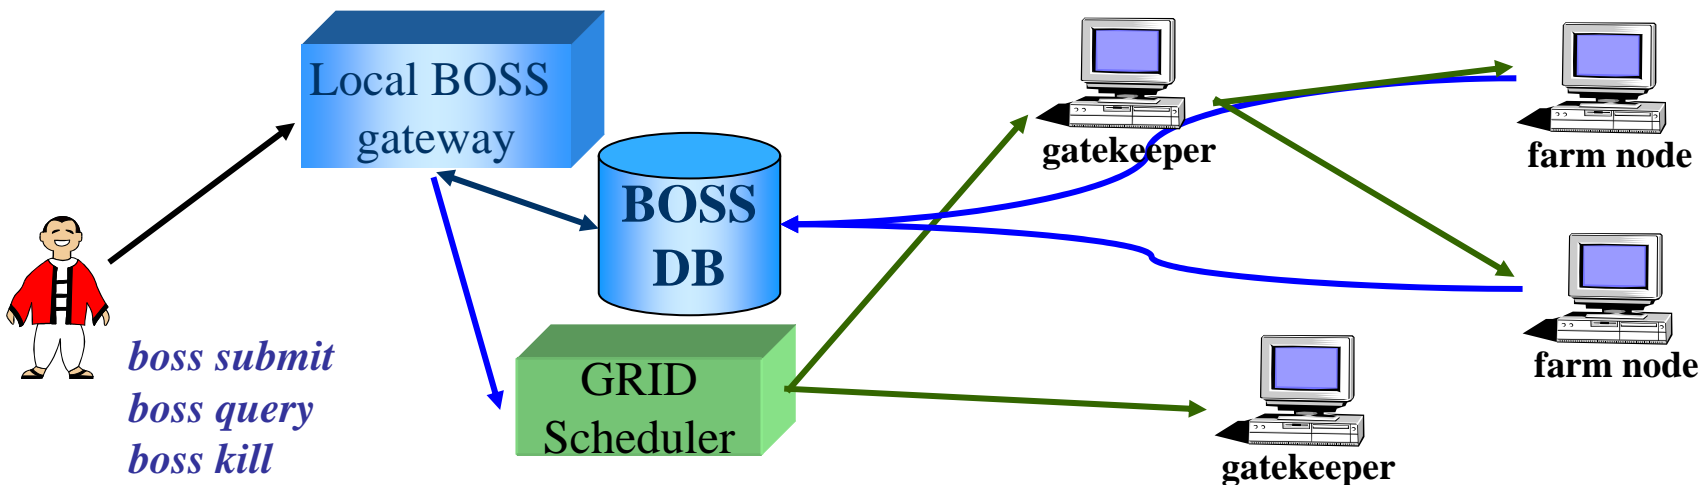 Local BOSS
gateway
BOSS
DB
GRID
Scheduler
boss submit
boss query
boss kill
gatekeeper
farm node
farm node
gatekeeper